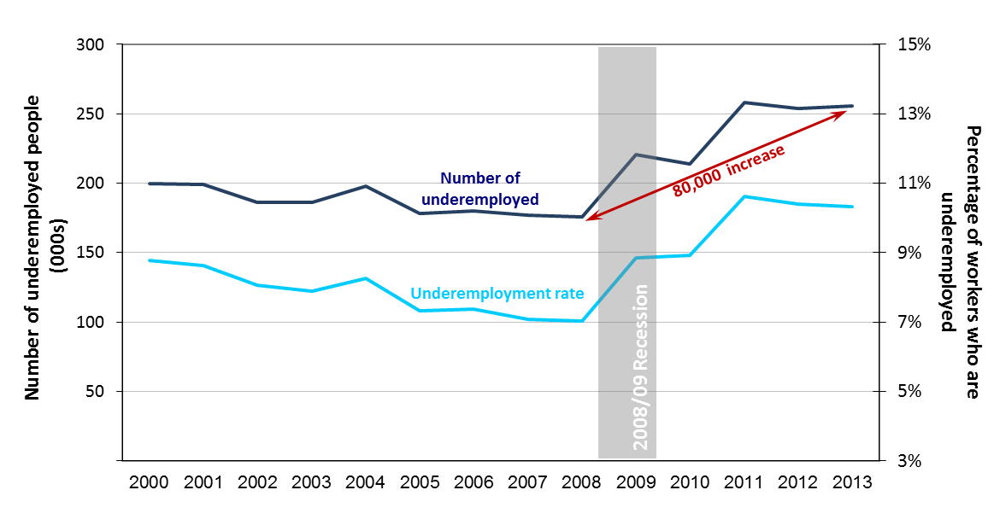 Number of underemployed people
(000s)
300
250
200
150
100
50
15%
13%
11%
9%
7%
5%
3%
Percentage of workers who are
underemployed
Number of
underemployed
80,000 increase
Underemployment rate
2008/09 Recession
2000 2001 2002 2003 2004 2005 2006 2007 2008 2009 2010 2011 2012 2013